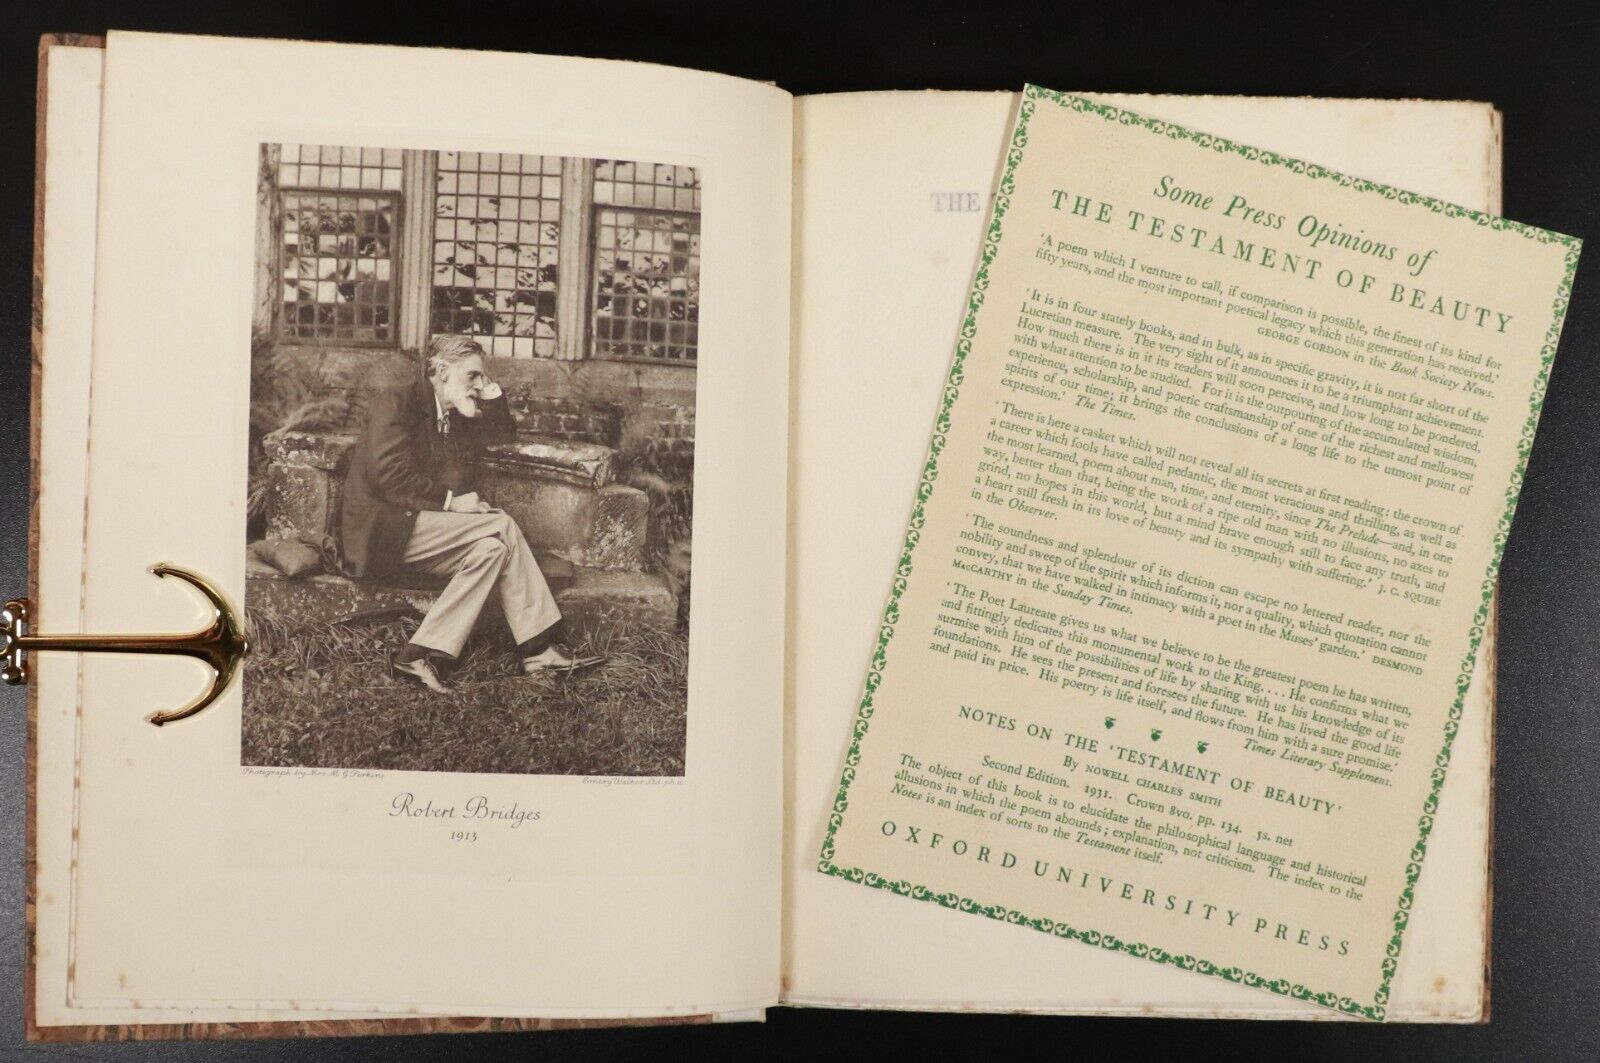 Photograph by Mrs M. G. Perkins
Emery Walker Ltd. ph.sc.
Robert Bridges
1913
THE
Some Press Opinions of
THE TESTAMENT OF BEAUTY
'A poem which I venture to call, if comparison is possible, the finest of its kind for
fifty years, and the most important poetical legacy which this generation has received.'
GEORGE GORDON in the Book Society News.
'It is in four stately books, and in bulk, as in specific gravity, it is not far short of the
Lucretian measure. The very sight of it announces it to be a triumphant achievement.
How much there is in it its readers will soon perceive, and how long to be pondered,
with what attention to be studied. For it is the outpouring of the accumulated wisdom,
experience, scholarship, and poetic craftsmanship of one of the richest and mellowest
spirits of our time; it brings the conclusions of a long life to the utmost point of
expression.' The Times.
'There is here a casket which will not reveal all its secrets at first reading: the crown of
a career which fools have called pedantic, the most veracious and thrilling, as well as
the most learned, poem about man, time, and eternity, since The Prelude—and, in one
way, better than that, being the work of a ripe old man with no illusions, no axes to
grind, no hopes in this world, but a mind brave enough still to face any truth, and
a heart still fresh in its love of beauty and its sympathy with suffering.' J. C. SQUIRE
in the Observer.
'The soundness and splendour of its diction can escape no lettered reader, nor the
nobility and sweep of the spirit which informs it, nor a quality, which quotation cannot
convey, that we have walked in intimacy with a poet in the Muses' garden.' DESMOND
MACCARTHY in the Sunday Times.
'The Poet Laureate gives us what we believe to be the greatest poem he has written,
and fittingly dedicates this monumental work to the King. . . . He confirms what we
surmise with him of the possibilities of life by sharing with us his knowledge of its
foundations. He sees the present and foresees the future. He has lived the good life
and paid its price. His poetry is life itself, and flows from him with a sure promise.'
Times Literary Supplement.
NOTES ON THE 'TESTAMENT OF BEAUTY'
By NOWELL CHARLES SMITH
Second Edition. 1931. Crown 8vo. pp. 134. 5s. net
The object of this book is to elucidate the philosophical language and historical
allusions in which the poem abounds; explanation, not criticism. The index to the
Notes is an index of sorts to the Testament itself.
OXFORD UNIVERSITY PRESS